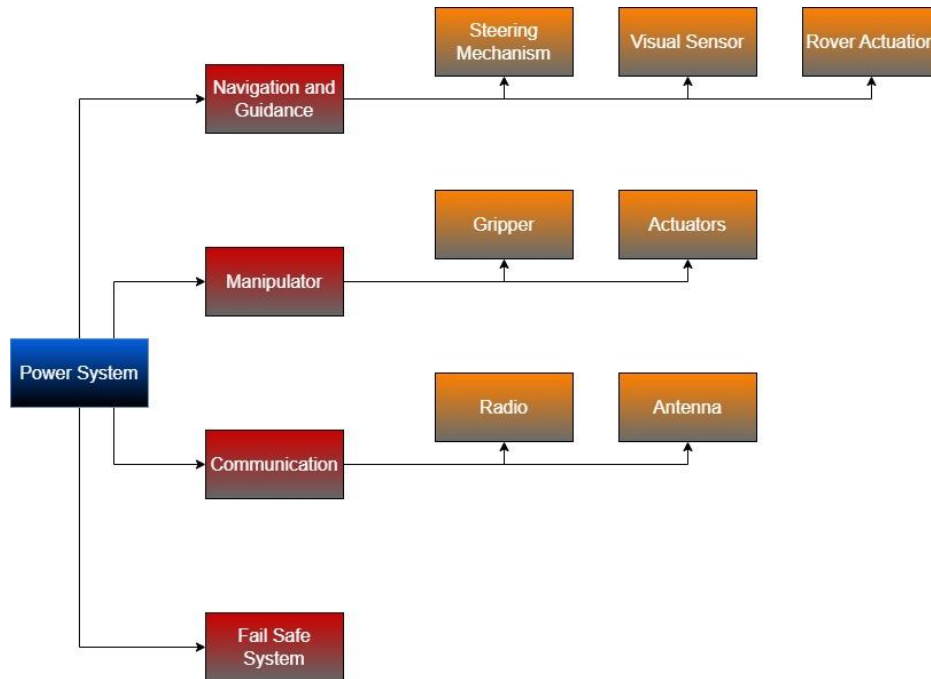 Steering
Mechanism
Visual Sensor
Rover Actuation
Navigation and
Guidance
Gripper
Actuators
Manipulator
Power System
Radio
Antenna
Communication
Fail Safe
System